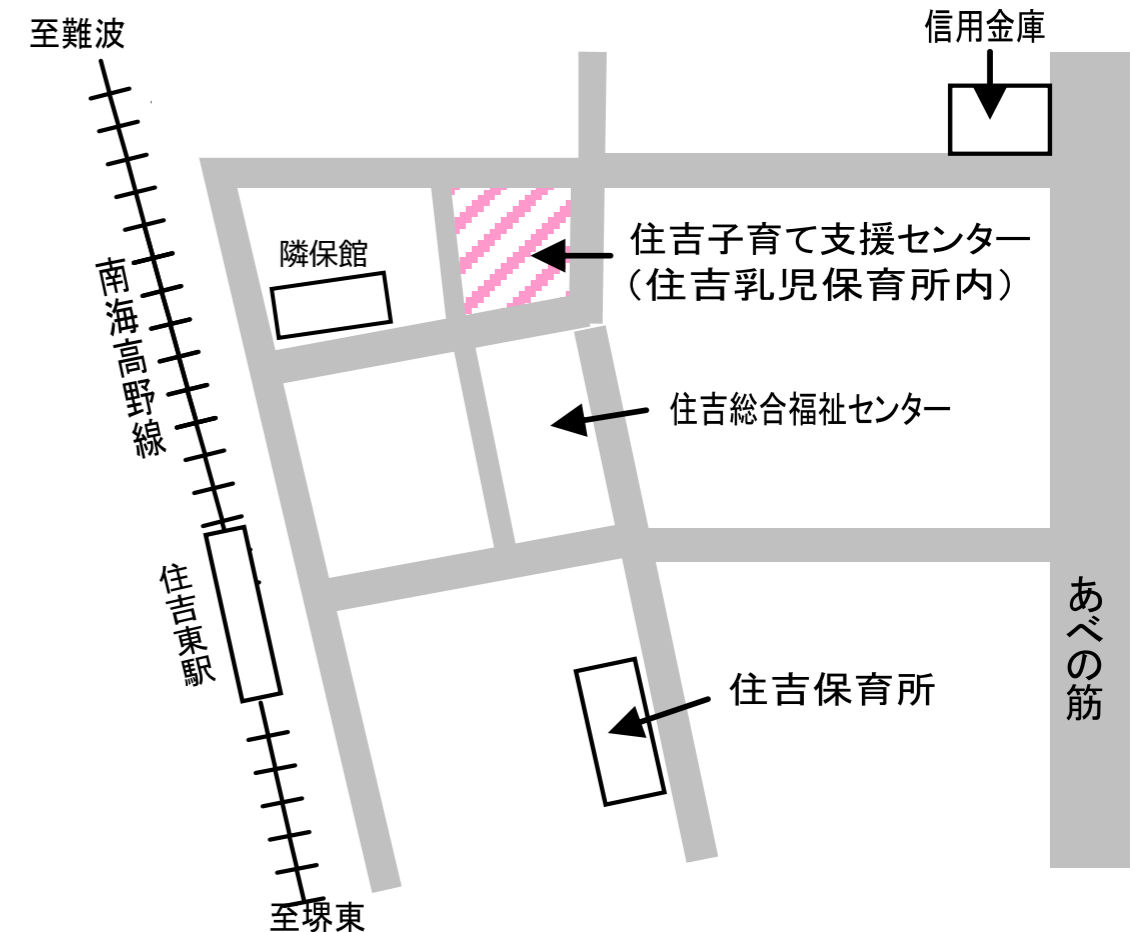 至難波
信用金庫
隣保館
住吉子育て支援センター
（住吉乳児保育所内）
南海高野線
住吉総合福祉センター
住吉東駅
あべの筋
住吉保育所
至堺東